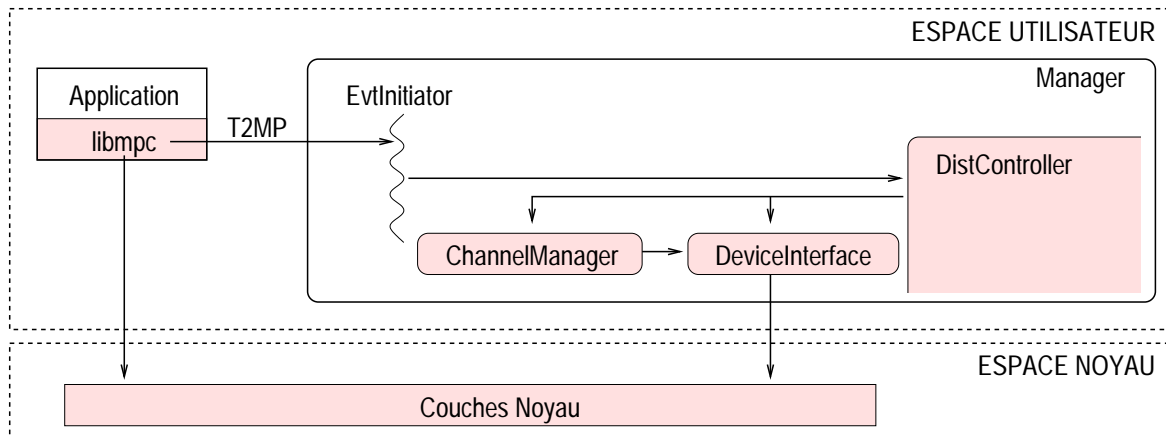 ESPACE UTILISATEUR
Manager
Application
EvtInitiator
libmpc
T2MP
DistController
ChannelManager
DeviceInterface
ESPACE NOYAU
Couches Noyau